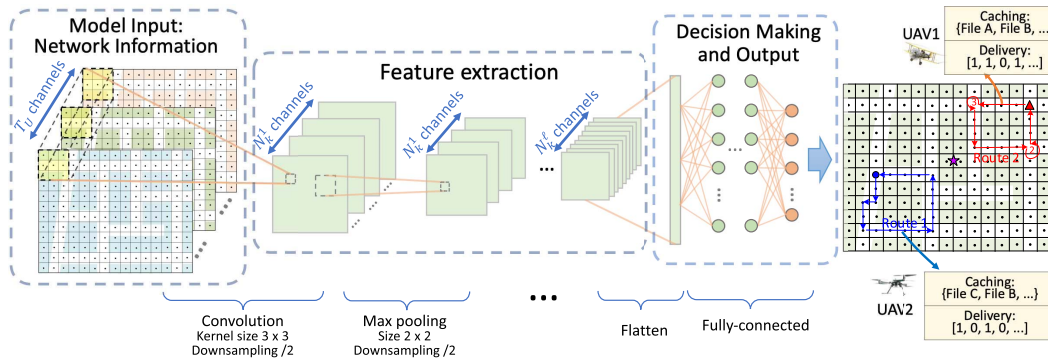 Model Input:
Network Information
T_U channels
Feature extraction
N_k^1 channels
N_k^1 channels
...
N_k^ℓ channels
Decision Making
and Output
...
UAV1
Caching:
{File A, File B, ...}
Delivery:
[1, 1, 0, 1, ...]
3
2
Route 2
Route 1
UAV2
Caching:
{File C, File B, ...}
Delivery:
[1, 0, 1, 0, ...]
Convolution
Kernel size 3 x 3
Downsampling /2
Max pooling
Size 2 x 2
Downsampling /2
...
Flatten
Fully-connected